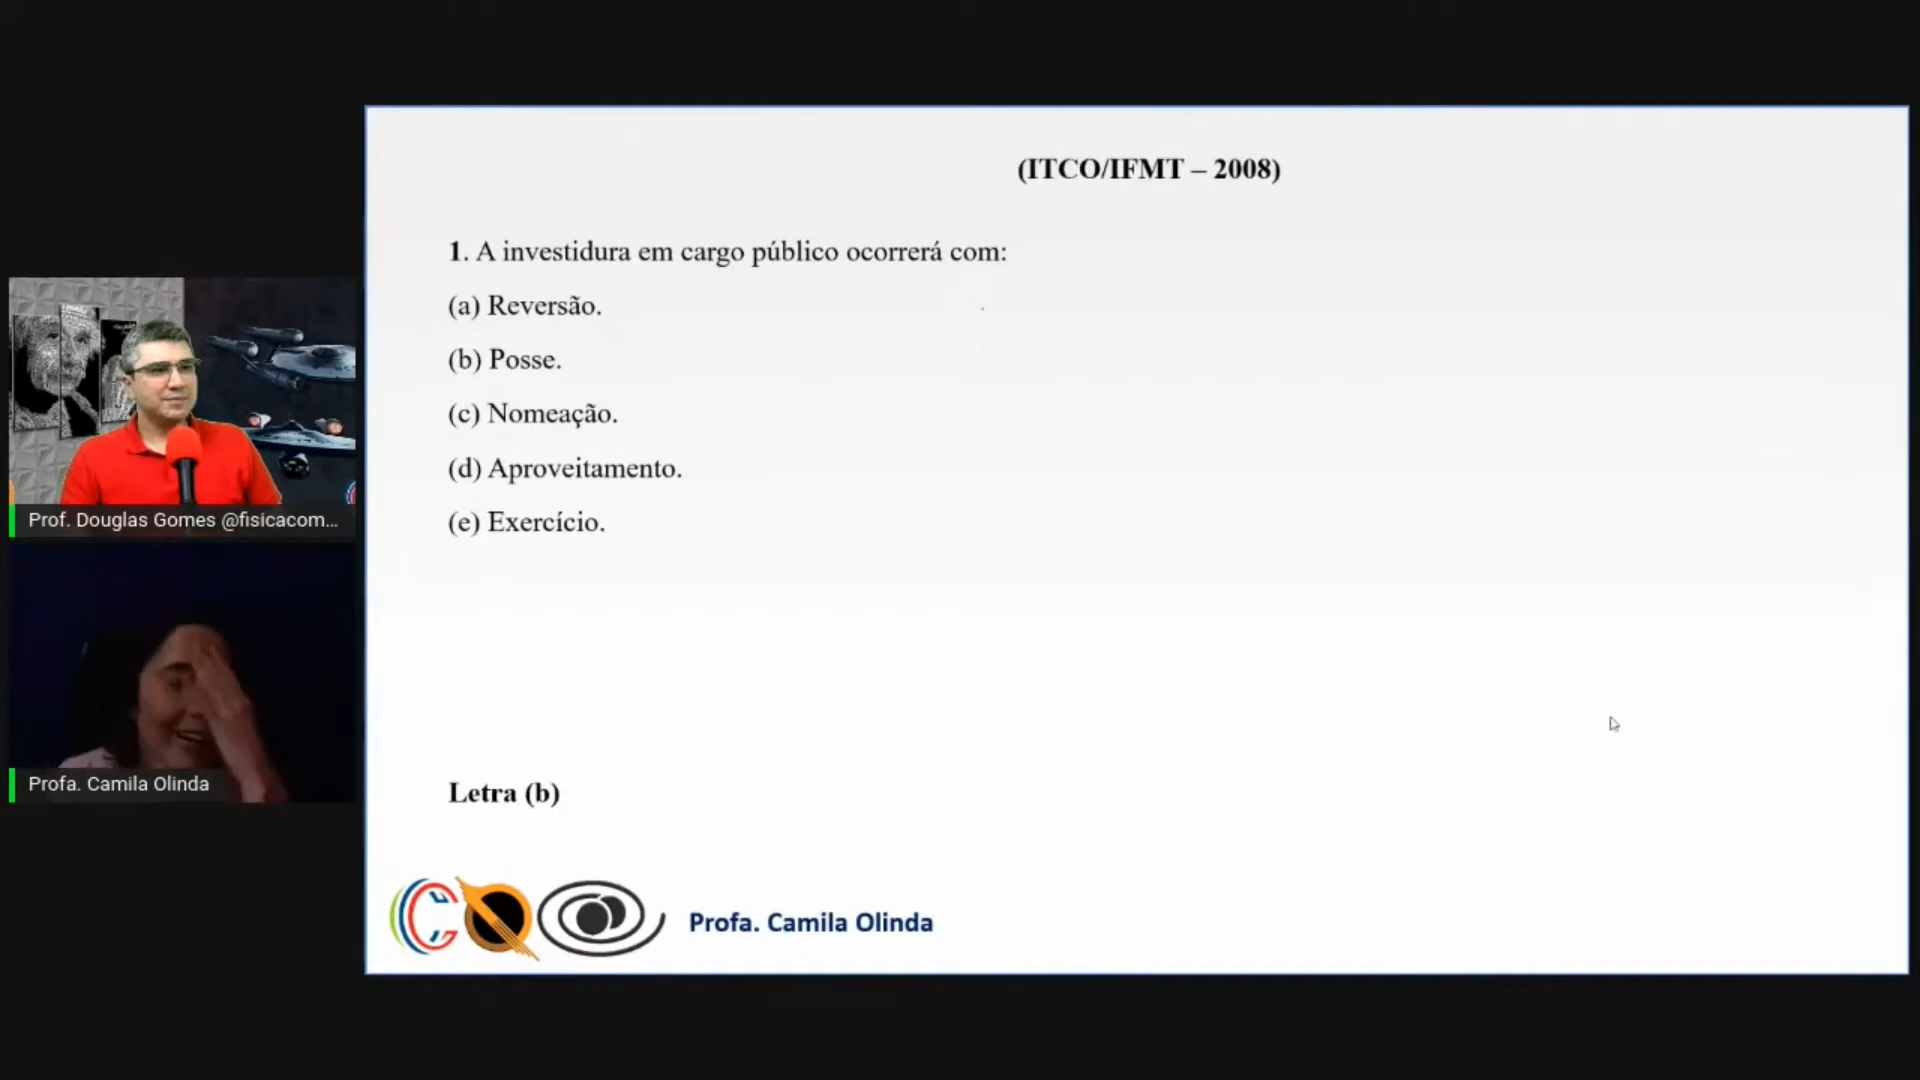 (ITCO/IFMT – 2008)
1. A investidura em cargo público ocorrerá com:
(a) Reversão.
(b) Posse.
(c) Nomeação.
(d) Aproveitamento.
(e) Exercício.
Letra (b)
Profa. Camila Olinda
Prof. Douglas Gomes @fisicacom...
Profa. Camila Olinda